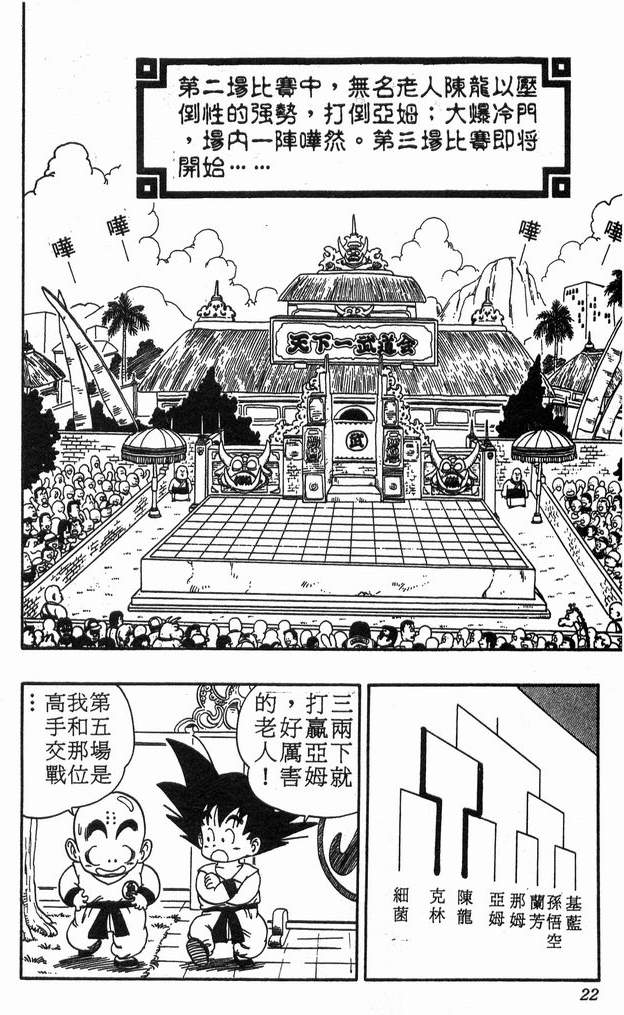 第二場比賽中，無名老人陳龍以壓
倒性的强勢，打倒亞姆；大爆冷門
，場内一陣嘩然。第三場比賽即将
開始……
嘩
嘩
嘩
嘩
天下一武道会
武
三兩下就
打贏亞姆
，好厲害
的老人！
第五場是
我和那位
高手交戰
…
基藍
孫悟空
蘭芳
那姆
亞姆
陳龍
克林
細菌
22